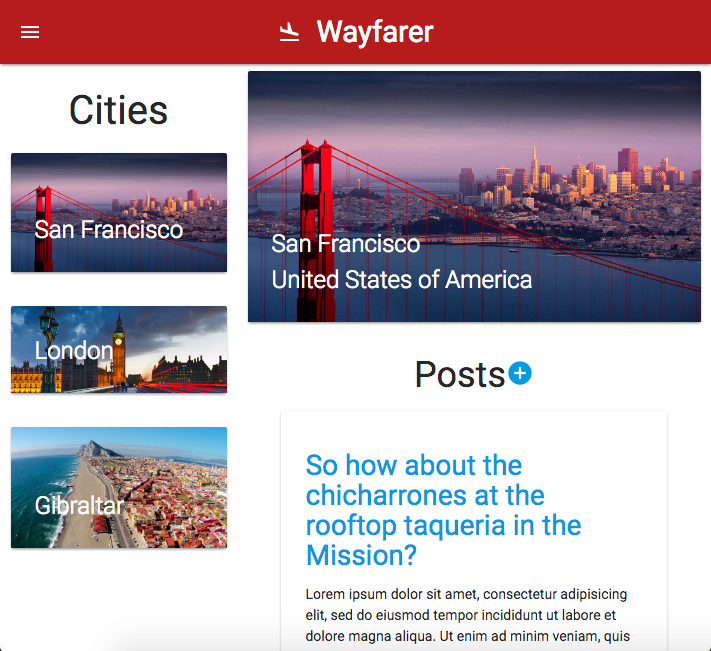 Wayfarer
Cities
San Francisco
London
Gibraltar
San Francisco
United States of America
Posts
So how about the
chicharrones at the
rooftop taqueria in the
Mission?
Lorem ipsum dolor sit amet, consectetur adipisicing
elit, sed do eiusmod tempor incididunt ut labore et
dolore magna aliqua. Ut enim ad minim veniam, quis